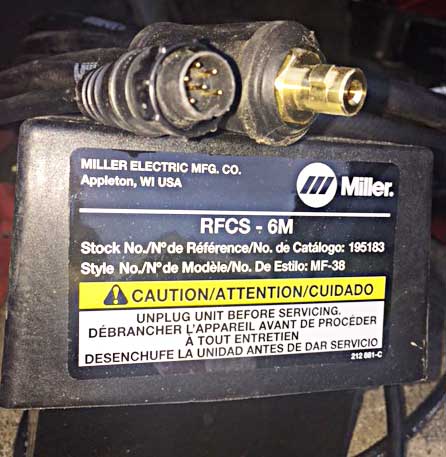 MILLER ELECTRIC MFG. CO.
Appleton, WI USA
Miller.
RFCS - 6M
Stock No./N° de Référence/No. de Catálogo: 195183
Style No./N° de Modèle/No. De Estilo: MF-38
CAUTION/ATTENTION/CUIDADO
UNPLUG UNIT BEFORE SERVICING.
DÉBRANCHER L'APPAREIL AVANT DE PROCÉDER
À TOUT ENTRETIEN
DESENCHUFE LA UNIDAD ANTES DE DAR SERVICIO
212 661-C